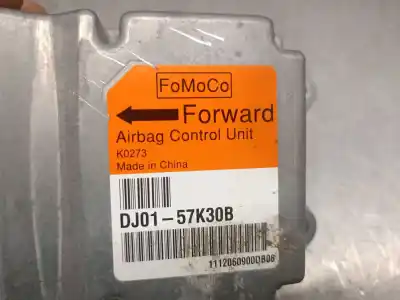 FoMoCo
Forward
Airbag Control Unit
K0273
Made in China
DJ01-57K30B
1112060900DB08